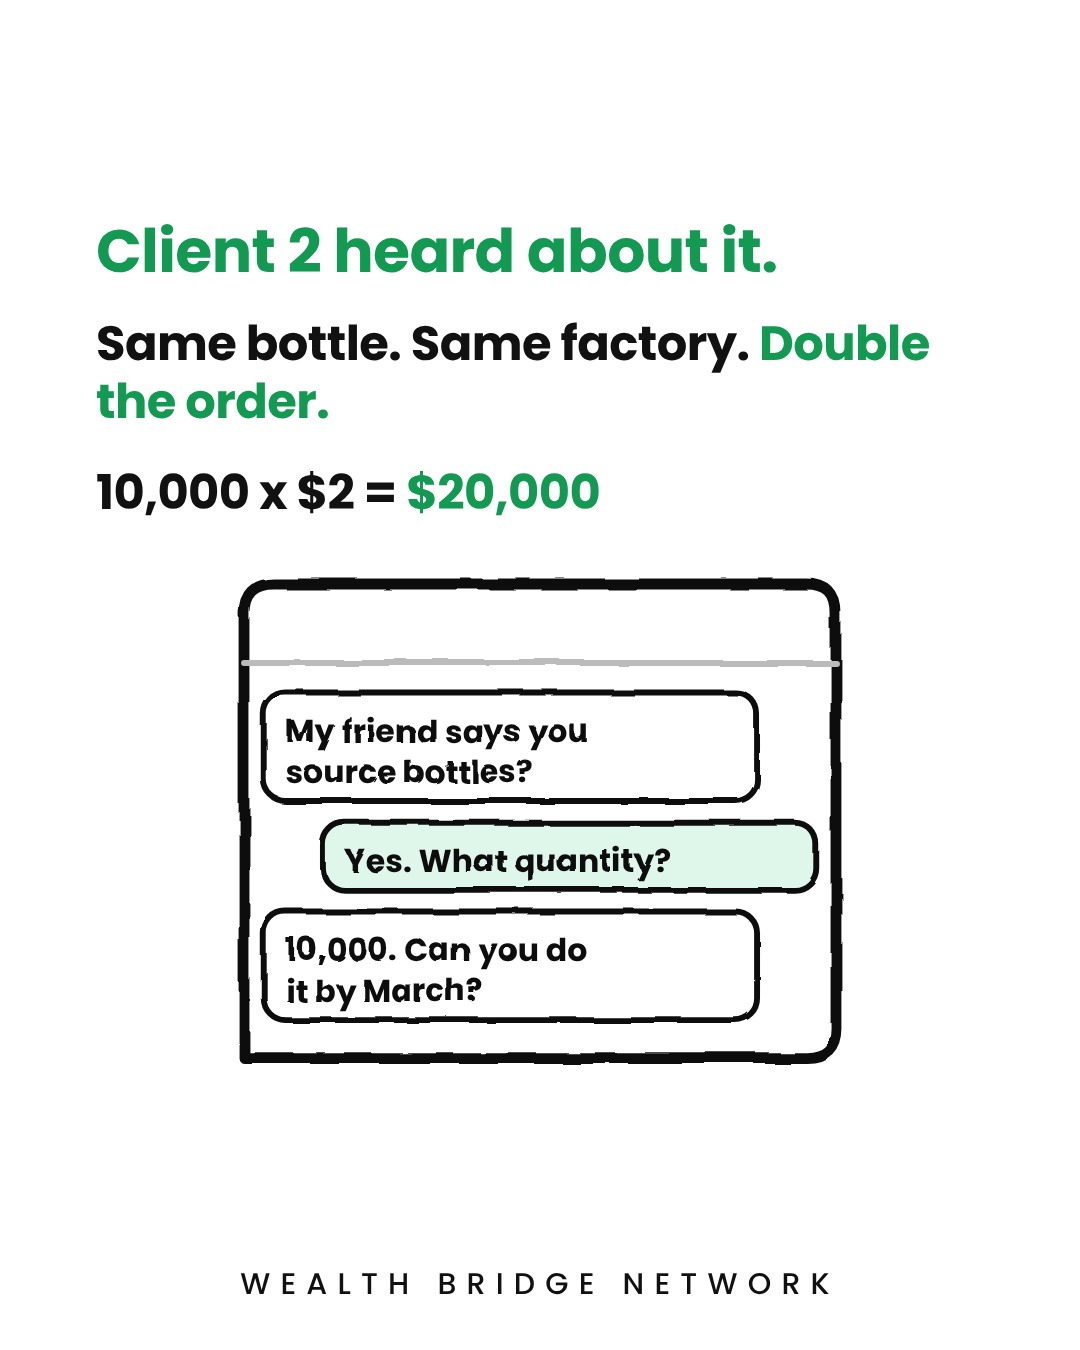 Client 2 heard about it.
Same bottle. Same factory. Double
the order.
10,000 x $2 = $20,000
My friend says you
source bottles?
Yes. What quantity?
10,000. Can you do
it by March?
WEALTH BRIDGE NETWORK